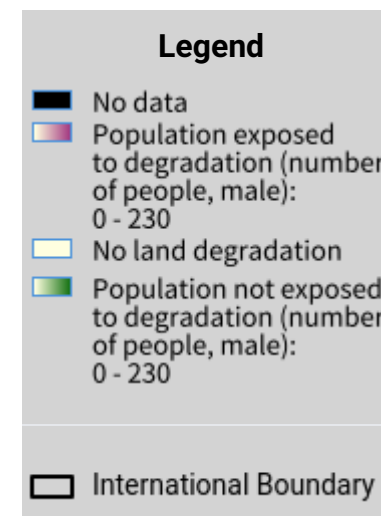 Legend
No data
Population exposed
to degradation (number
of people, male):
0 - 230
No land degradation
Population not exposed
to degradation (number
of people, male):
0 - 230
International Boundary